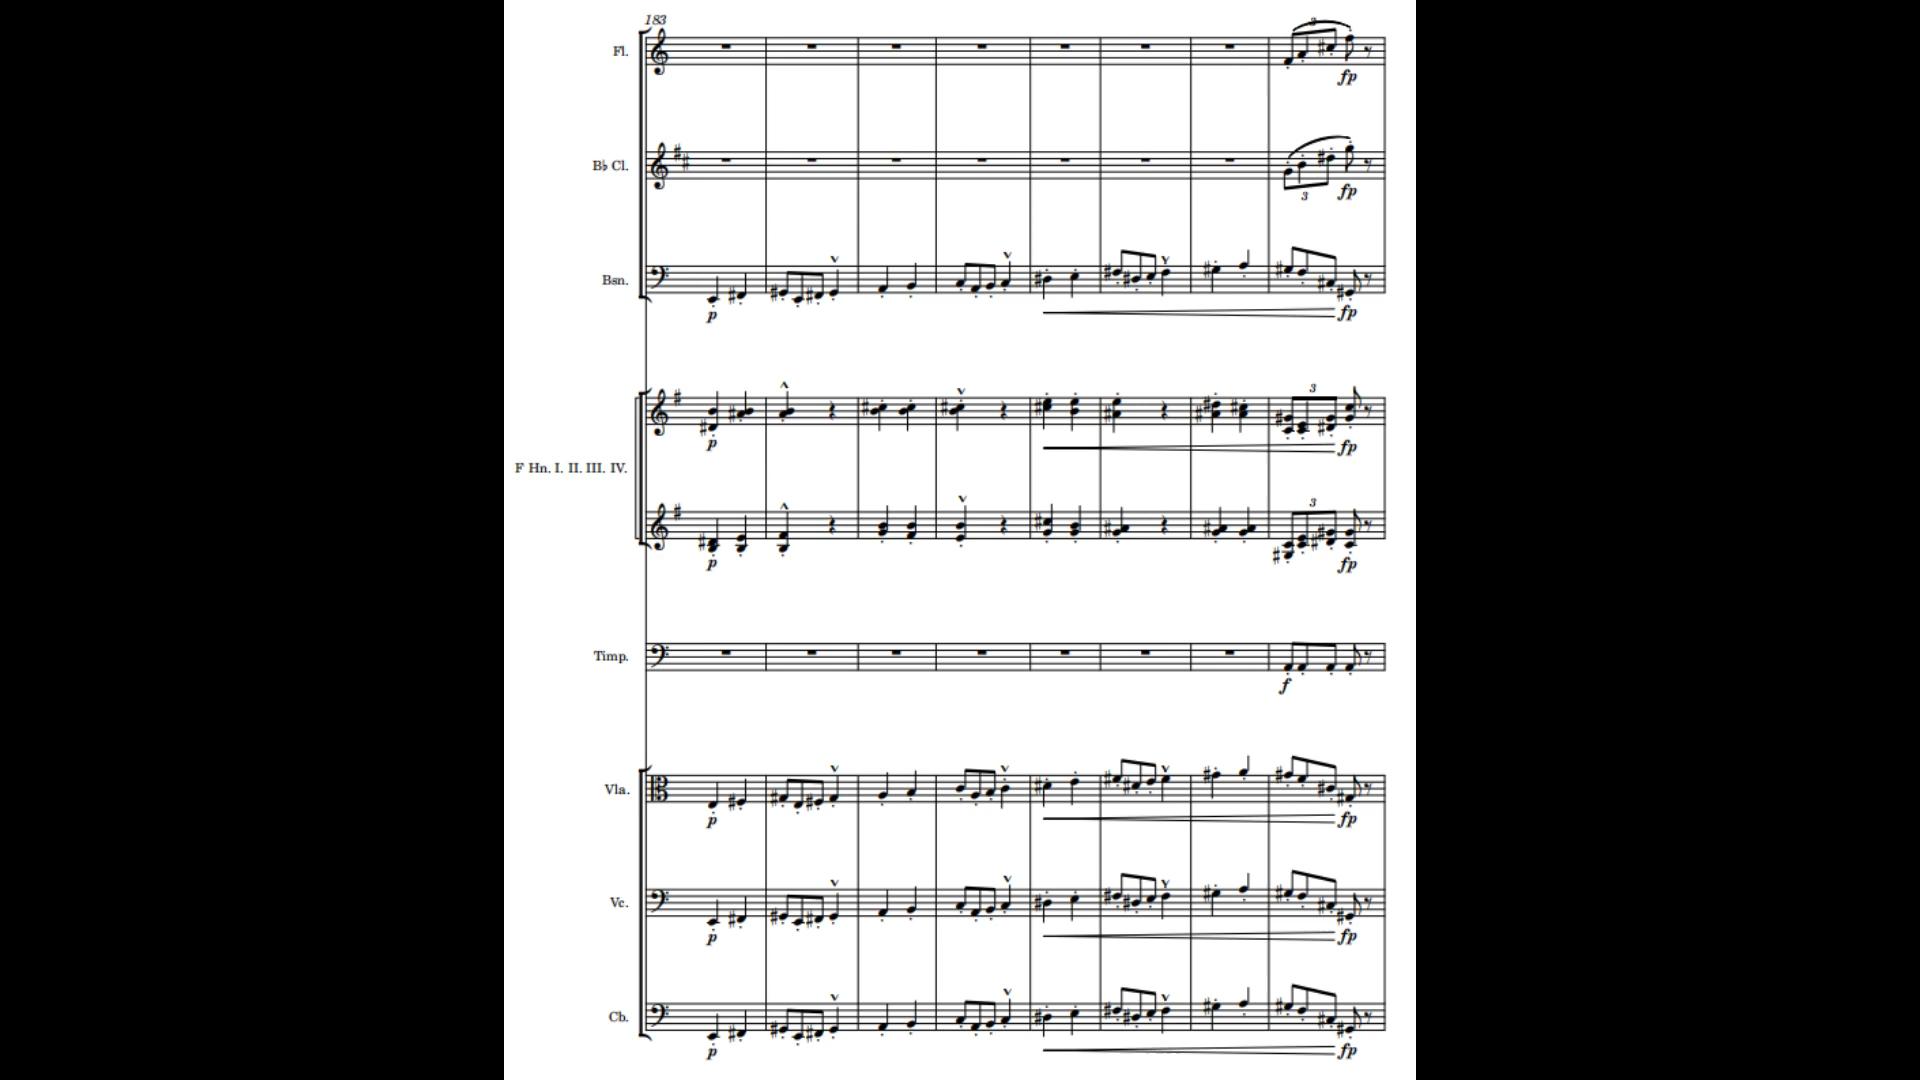 183
3
Fl.
fp
B♭ Cl.
3
fp
Bsn.
p
fp
3
p
fp
F Hn. I. II. III. IV.
3
p
fp
Timp.
f
Vla.
p
fp
Vc.
p
fp
Cb.
p
fp